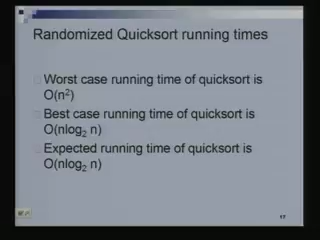 Randomized Quicksort running times
Worst case running time of quicksort is
O(n²)
Best case running time of quicksort is
O(nlog₂ n)
Expected running time of quicksort is
O(nlog₂ n)
17